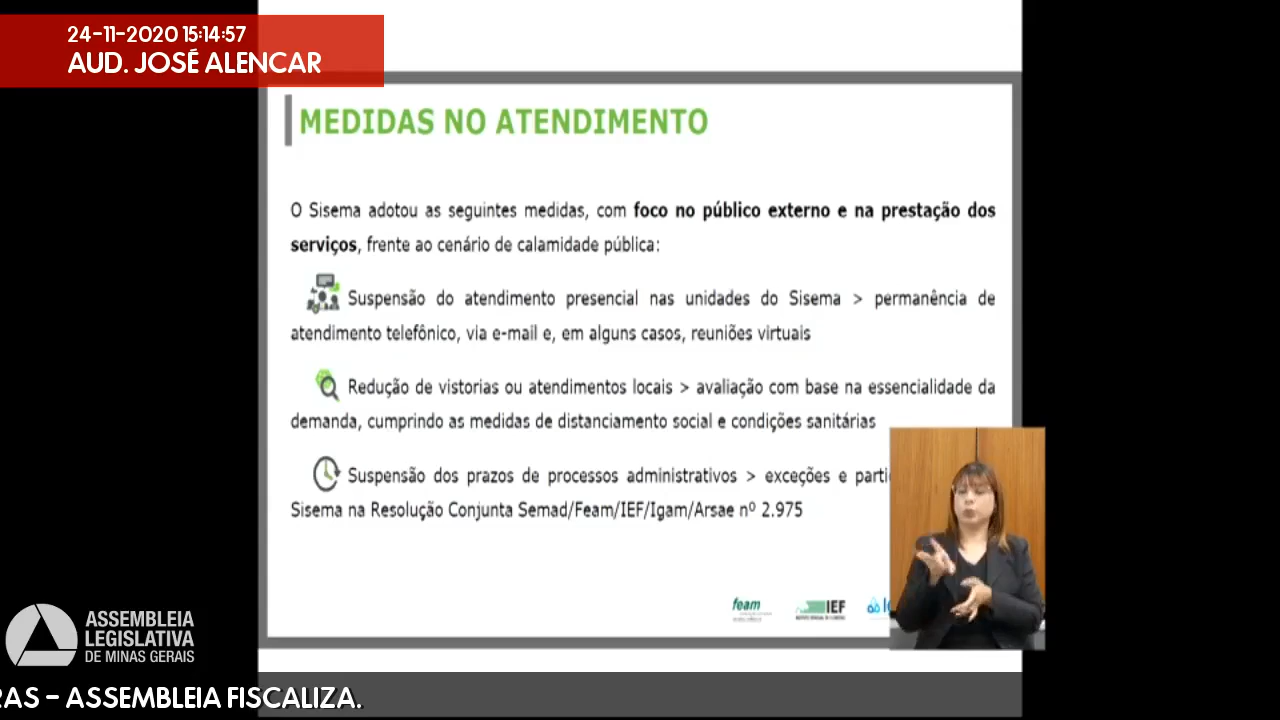 24-11-2020 15:14:57
AUD. JOSÉ ALENCAR
MEDIDAS NO ATENDIMENTO
O Sisema adotou as seguintes medidas, com foco no público externo e na prestação dos
serviços, frente ao cenário de calamidade pública:
Suspensão do atendimento presencial nas unidades do Sisema > permanência de
atendimento telefônico, via e-mail e, em alguns casos, reuniões virtuais
Redução de vistorias ou atendimentos locais > avaliação com base na essencialidade da
demanda, cumprindo as medidas de distanciamento social e condições sanitárias
Suspensão dos prazos de processos administrativos > exceções e
Sisema na Resolução Conjunta Semad/Feam/IEF/Igam/Arsae nº 2.975
feam
IEF
ASSEMBLEIA
LEGISLATIVA
DE MINAS GERAIS
– ASSEMBLEIA FISCALIZA.